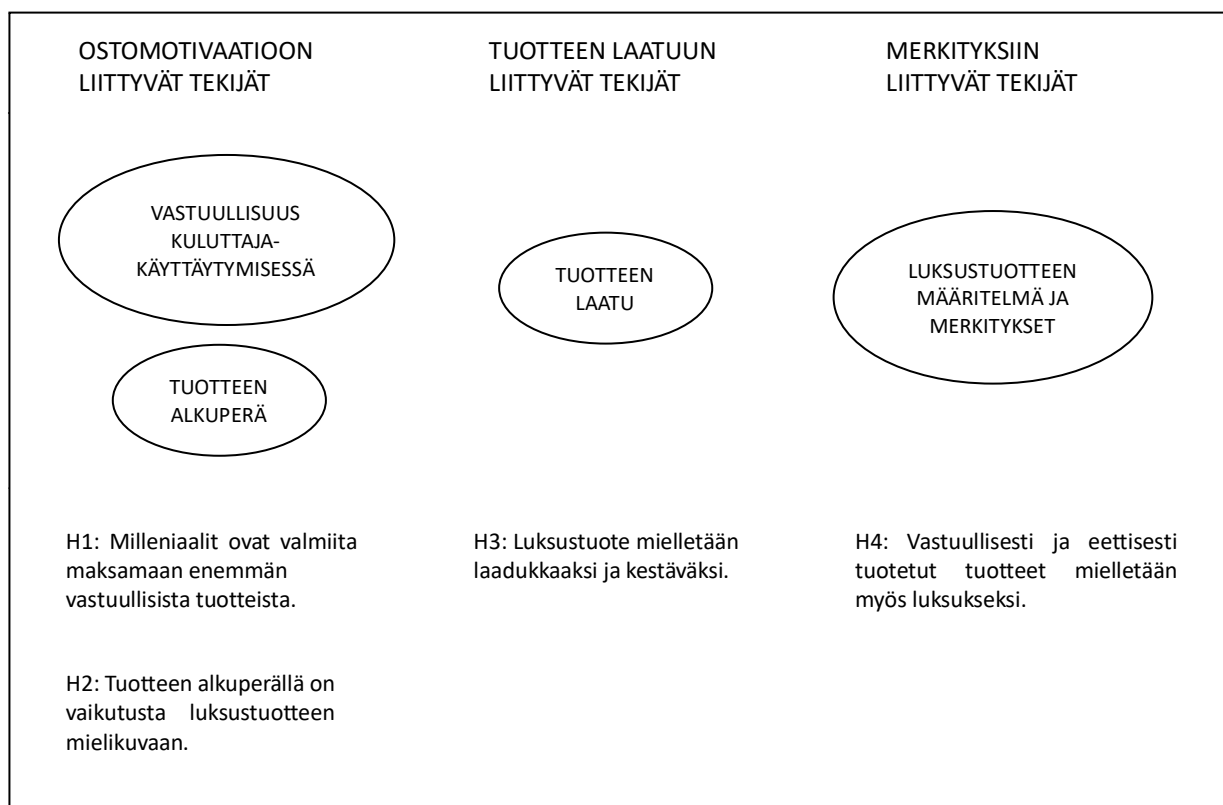 OSTOMOTIVAATIOON
LIITTYVÄT TEKIJÄT
VASTUULLISUUS
KULUTTAJA-
KÄYTTÄYTYMISESSÄ
TUOTTEEN
ALKUPERÄ
H1: Milleniaalit ovat valmiita
maksamaan enemmän
vastuullisista tuotteista.
H2: Tuotteen alkuperällä on
vaikutusta luksustuotteen
mielikuvaan.
TUOTTEEN LAATUUN
LIITTYVÄT TEKIJÄT
TUOTTEEN
LAATU
H3: Luksustuote mielletään
laadukkaaksi ja kestäväksi.
MERKITYKSIIN
LIITTYVÄT TEKIJÄT
LUKSUSTUOTTEEN
MÄÄRITELMÄ JA
MERKITYKSET
H4: Vastuullisesti ja eettisesti
tuotetut tuotteet mielletään
myös luksukseksi.